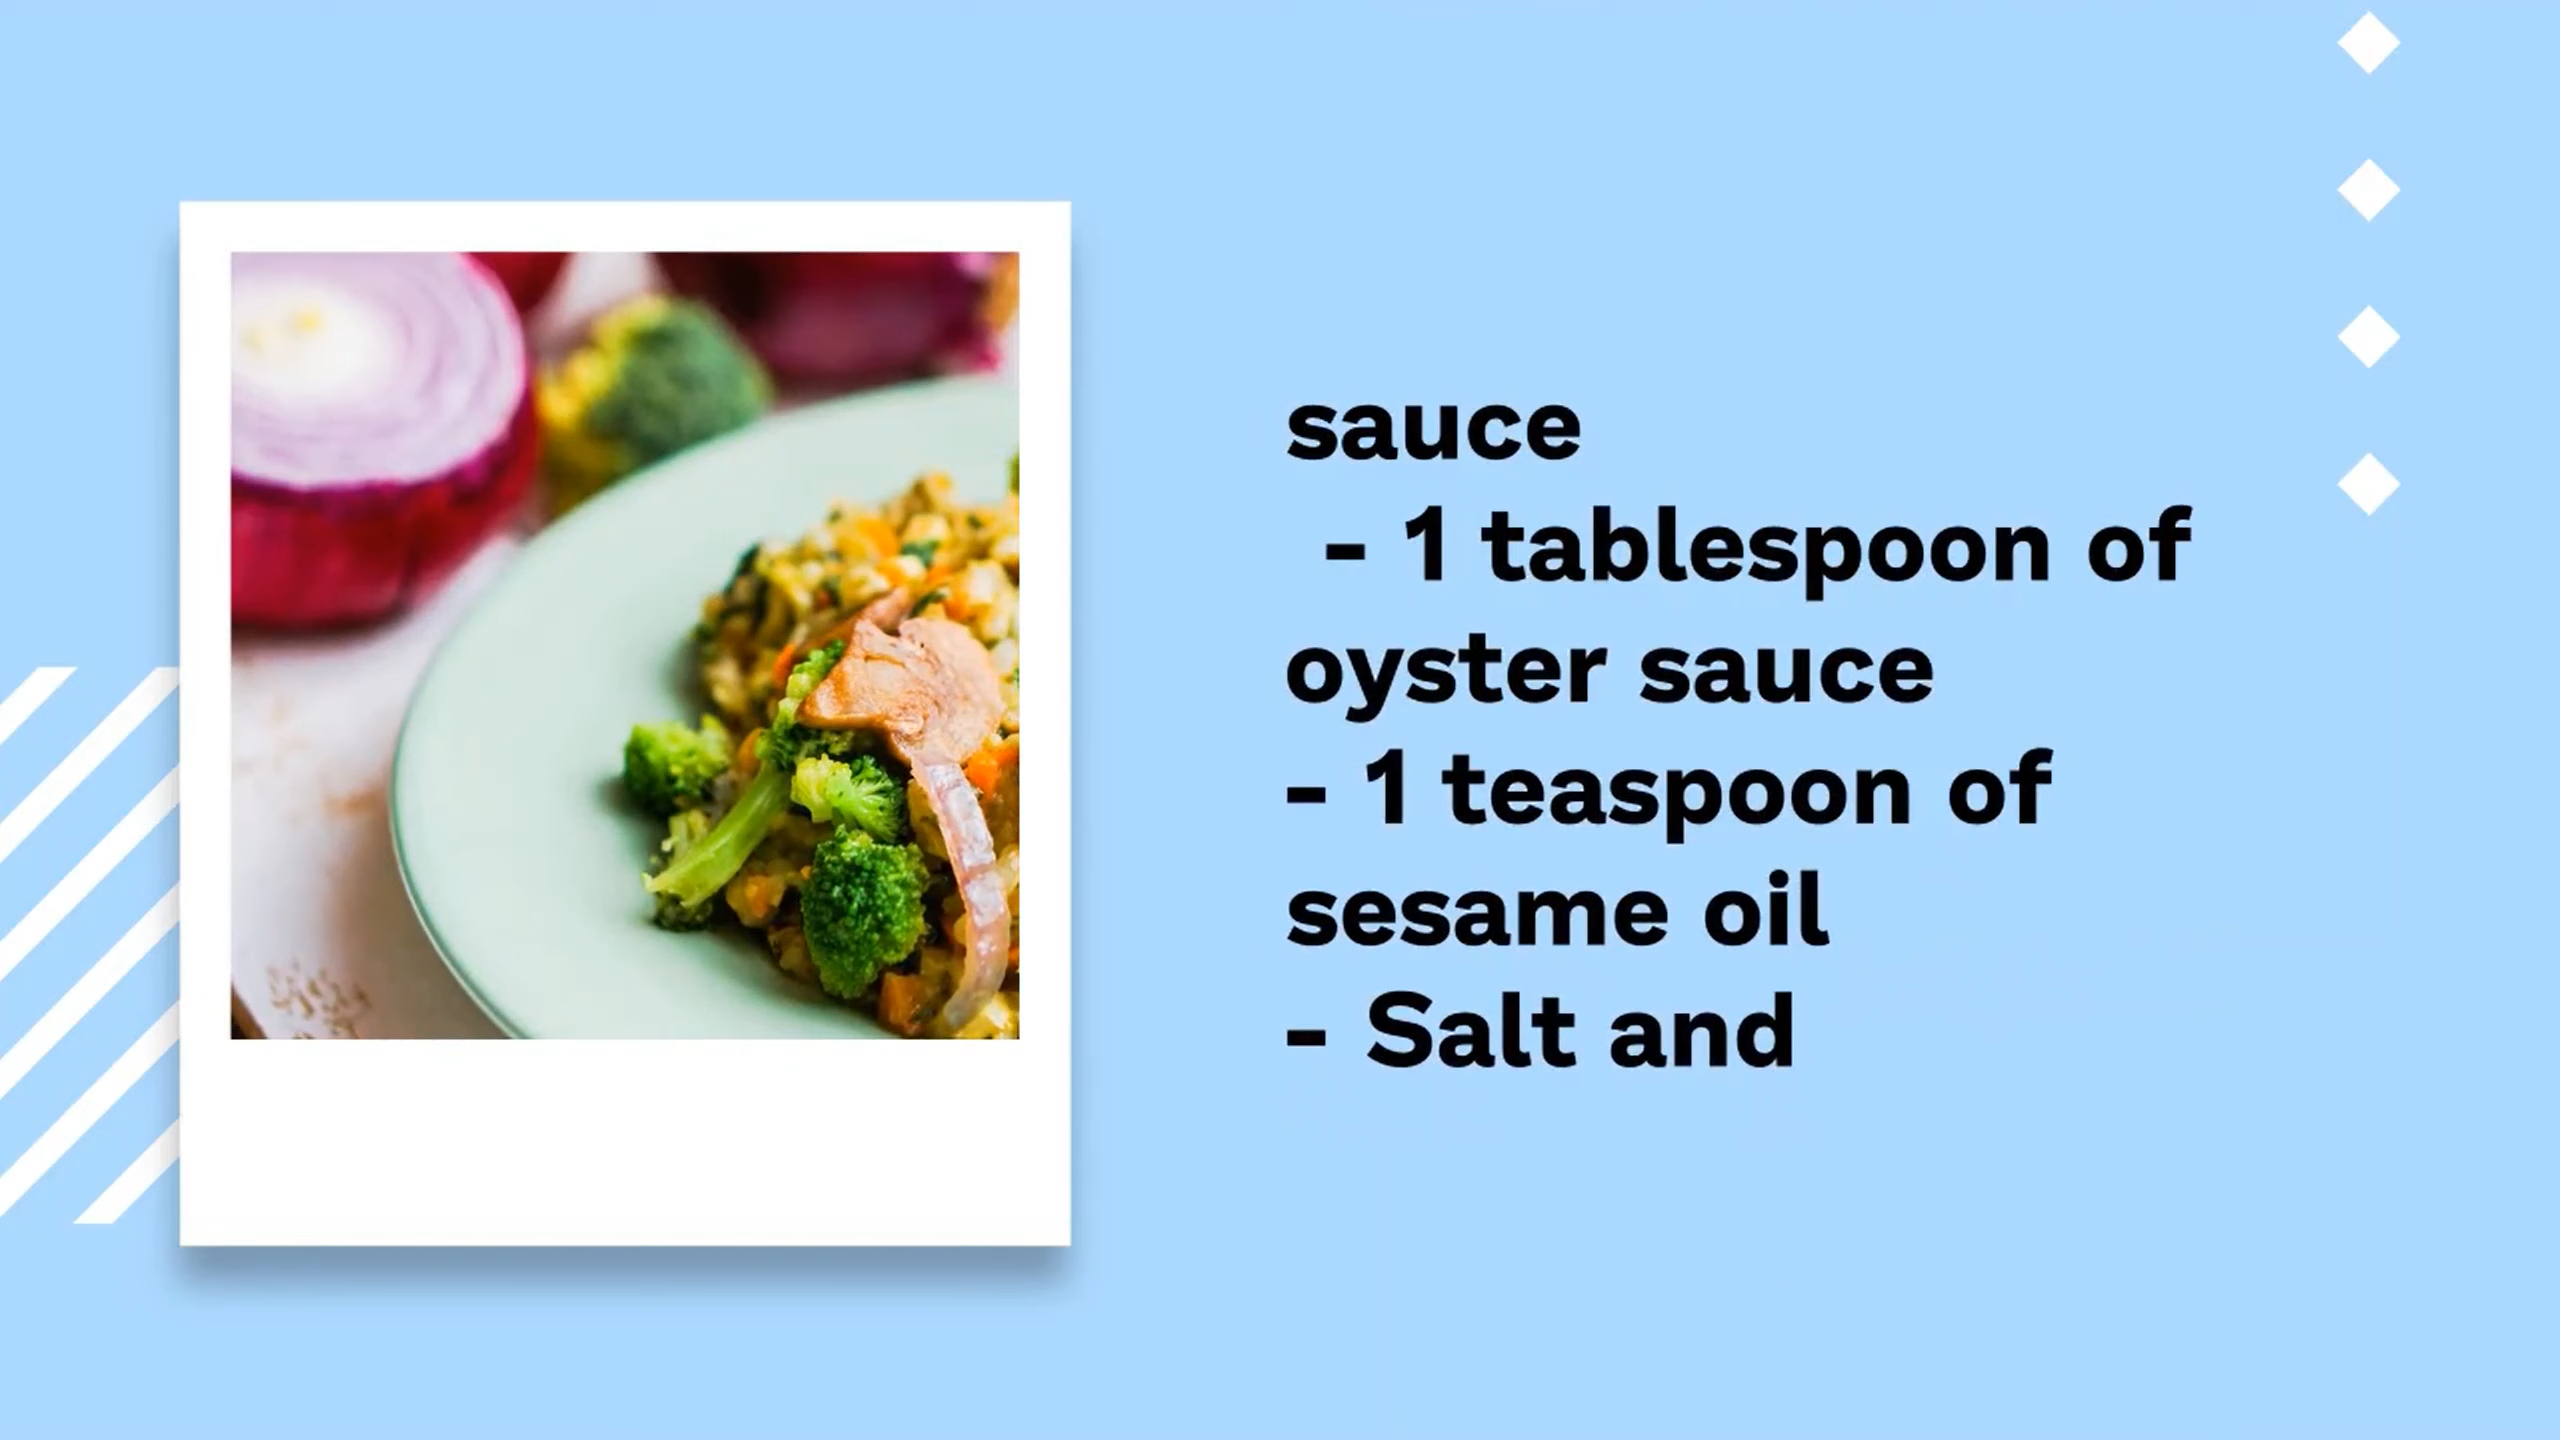 sauce
- 1 tablespoon of
oyster sauce
- 1 teaspoon of
sesame oil
- Salt and